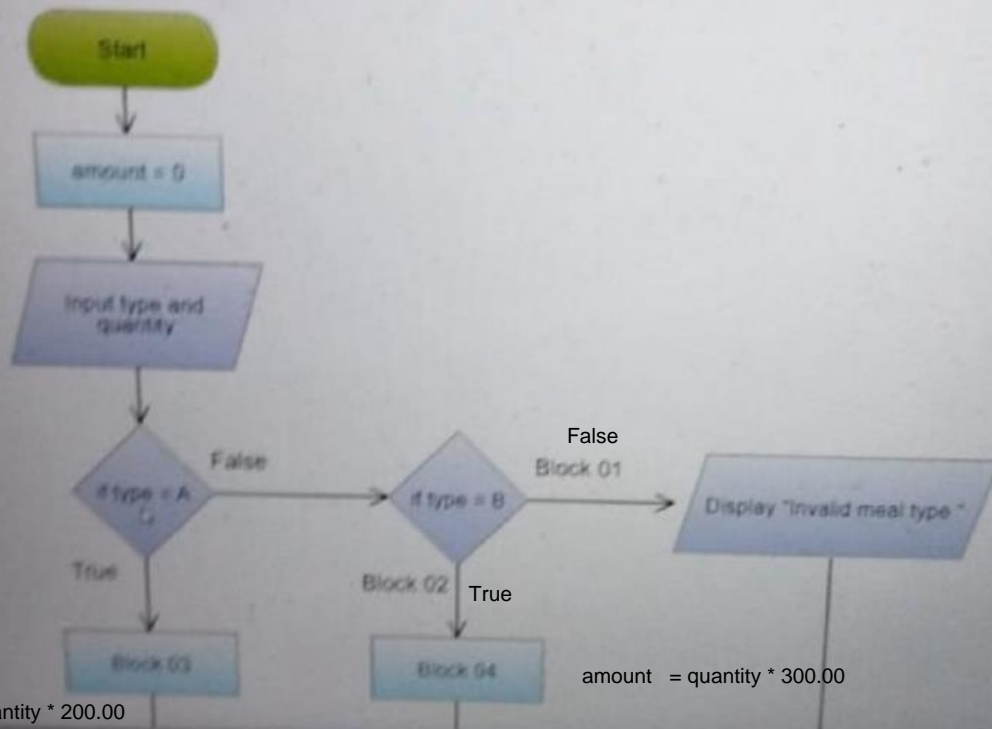 Start
amount = 0
Input type and
quantity
False
False
Block 01
if type = A
if type = B
Display "Invalid meal type "
True
Block 02
True
Block 03
Block 04
amount = quantity * 300.00
antity * 200.00